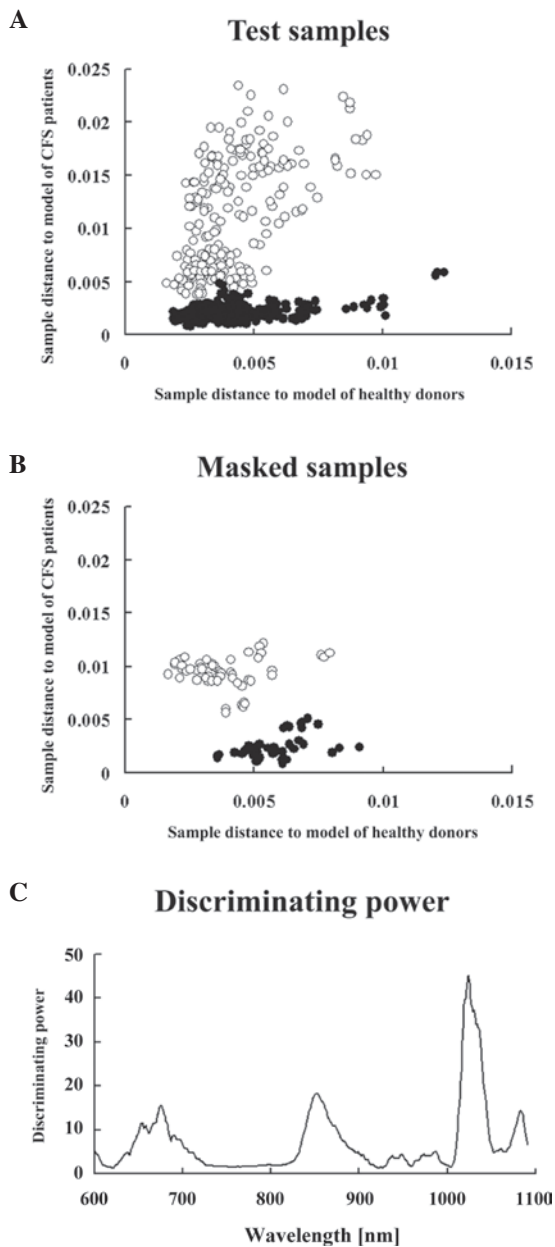 A
Test samples
Sample distance to model of CFS patients
0.025
0.02
0.015
0.01
0.005
0
0
0.005
0.01
0.015
Sample distance to model of healthy donors
B
Masked samples
Sample distance to model of CFS patients
0.025
0.02
0.015
0.01
0.005
0
0
0.005
0.01
0.015
Sample distance to model of healthy donors
C
Discriminating power
Discriminating power
50
40
30
20
10
0
600
700
800
900
1000
1100
Wavelength [nm]